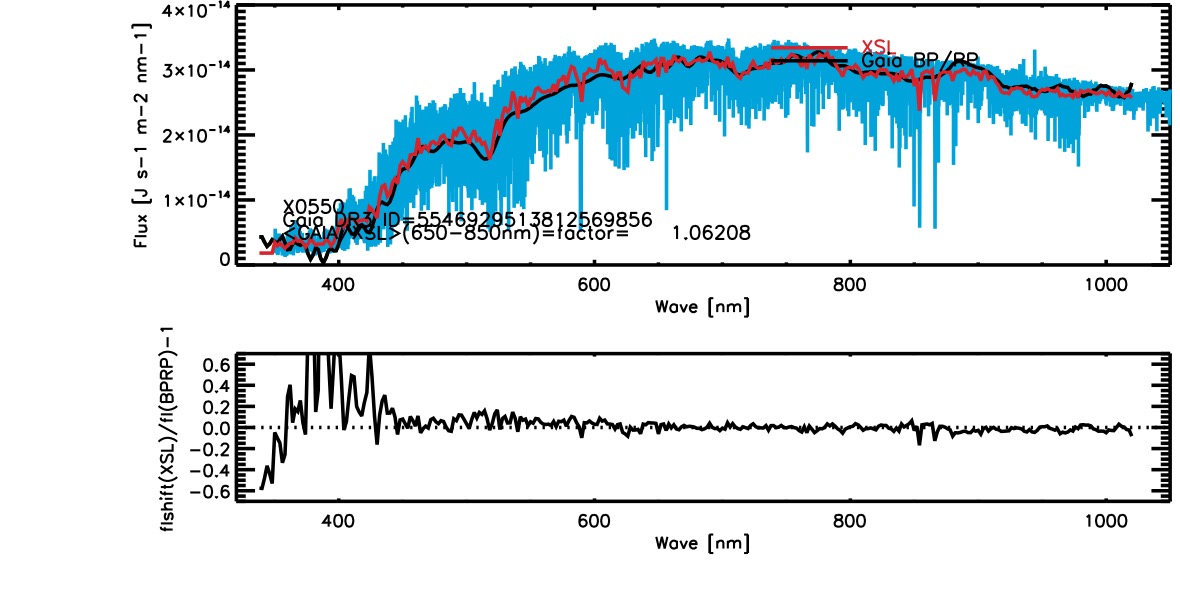 4×10⁻¹⁴
3×10⁻¹⁴
2×10⁻¹⁴
1×10⁻¹⁴
0
Flux [J s−1 m−2 nm−1]
XSL
Gaia BP/RP
X0550
Gaia DR3 ID=5546929513812569856
<GAIA/XSL>(650−850nm)=factor= 1.06208
400 600 800 1000
Wave [nm]
flshift(XSL)/fl(BPRP)−1
0.6
0.4
0.2
0.0
−0.2
−0.4
−0.6
400 600 800 1000
Wave [nm]